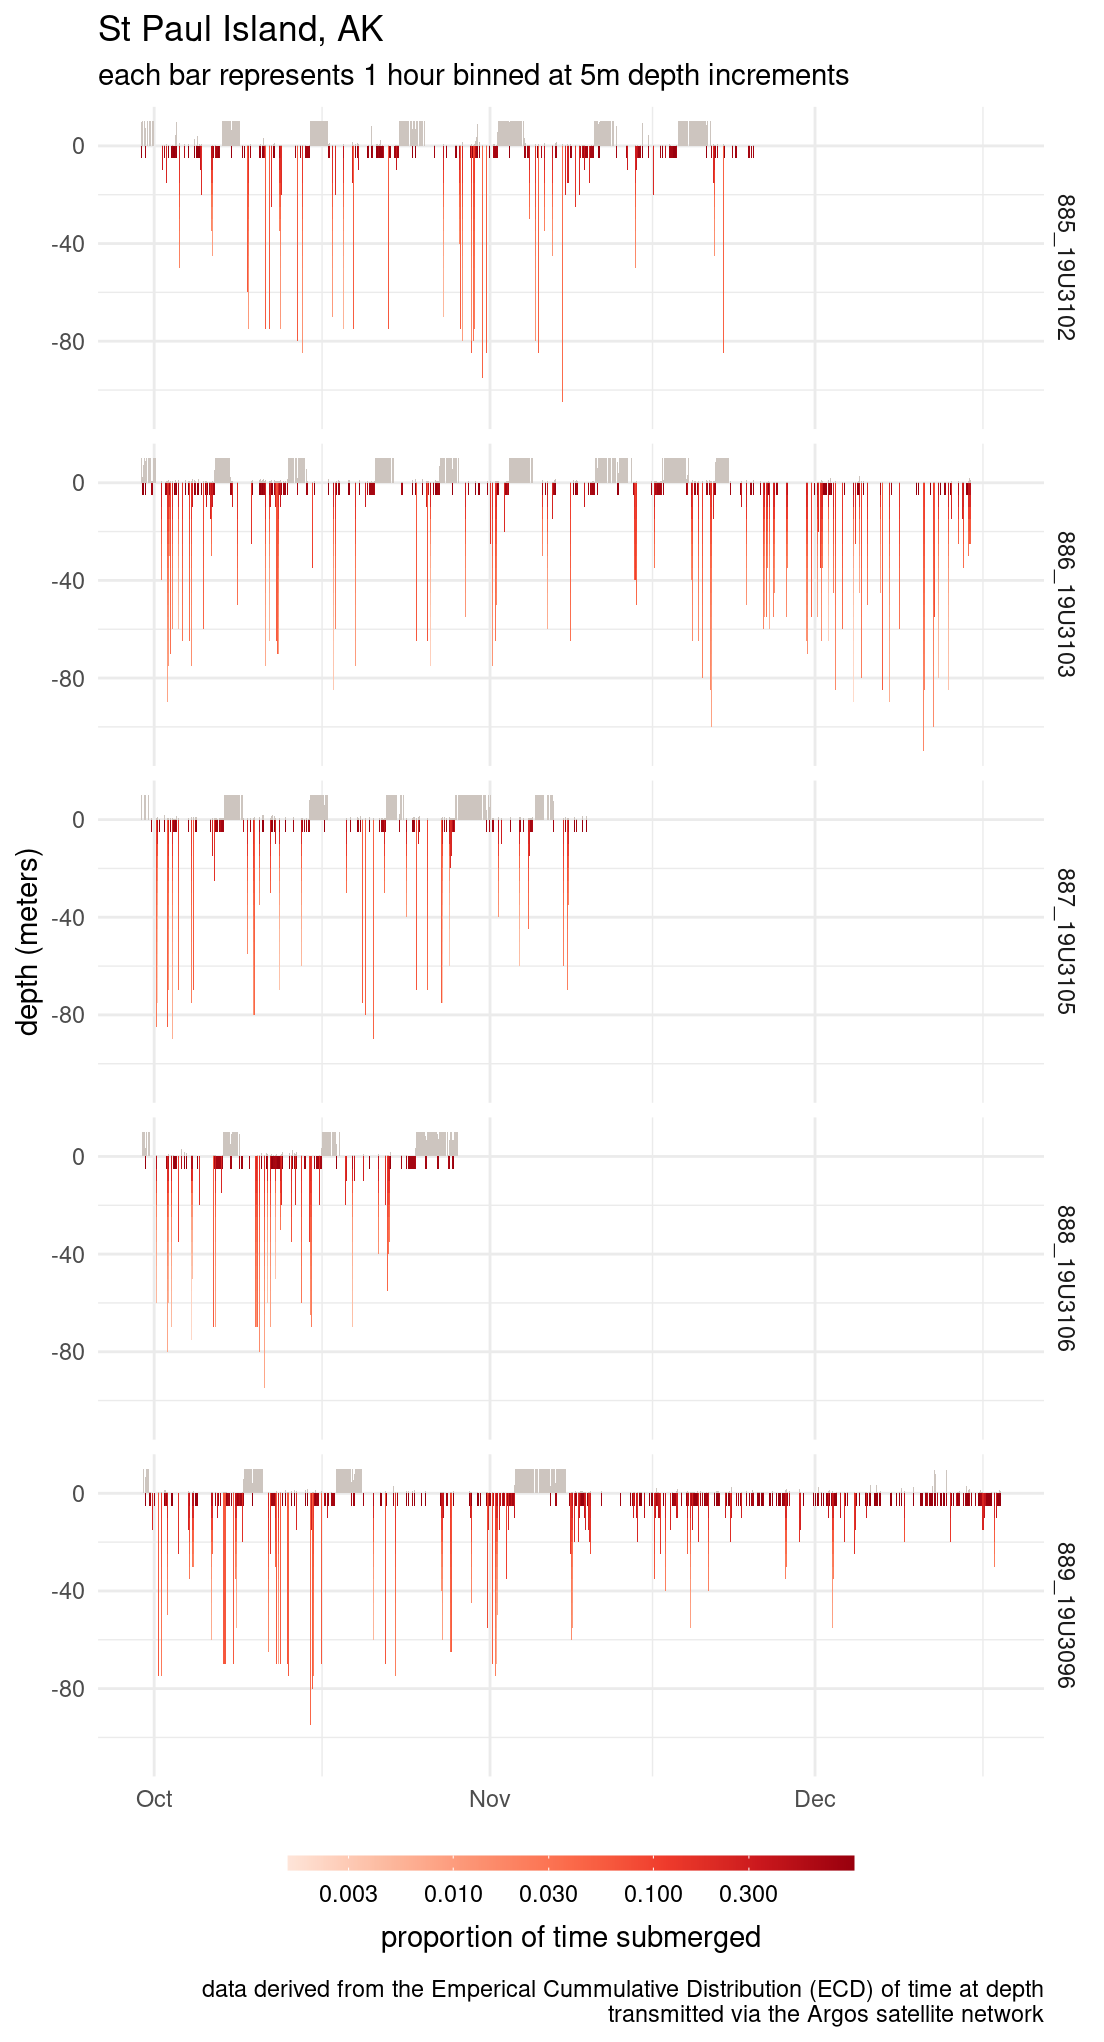 St Paul Island, AK
each bar represents 1 hour binned at 5m depth increments
0
-40
-80
885_19U3102
0
-40
-80
886_19U3103
0
-40
-80
887_19U3105
depth (meters)
0
-40
-80
888_19U3106
0
-40
-80
889_19U3096
Oct
Nov
Dec
0.003
0.010
0.030
0.100
0.300
proportion of time submerged
data derived from the Emperical Cummulative Distribution (ECD) of time at depth
transmitted via the Argos satellite network